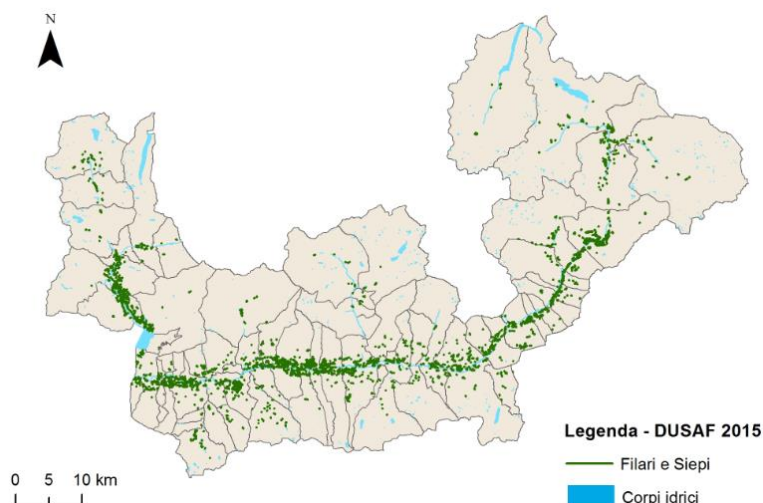 N
Legenda - DUSAF 2015
Filari e Siepi
Corpi idrici
0 5 10 km